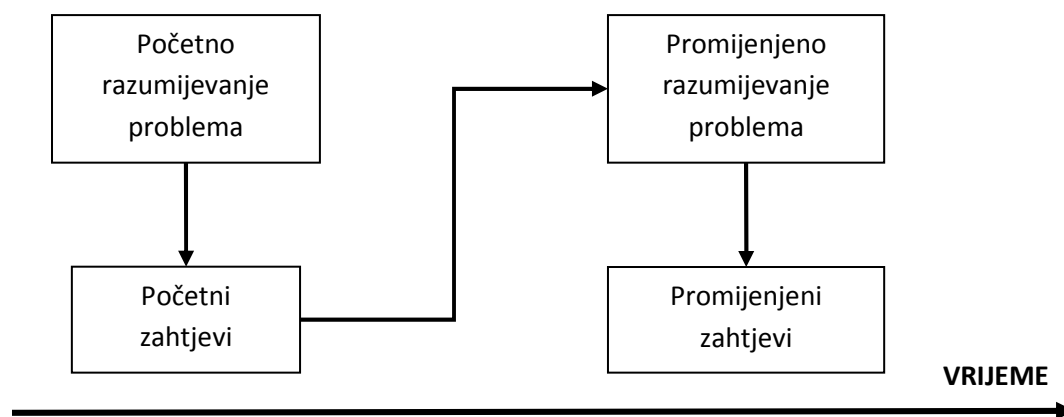 Početno
razumijevanje
problema
Početni
zahtjevi
Promijenjeno
razumijevanje
problema
Promijenjeni
zahtjevi
VRIJEME